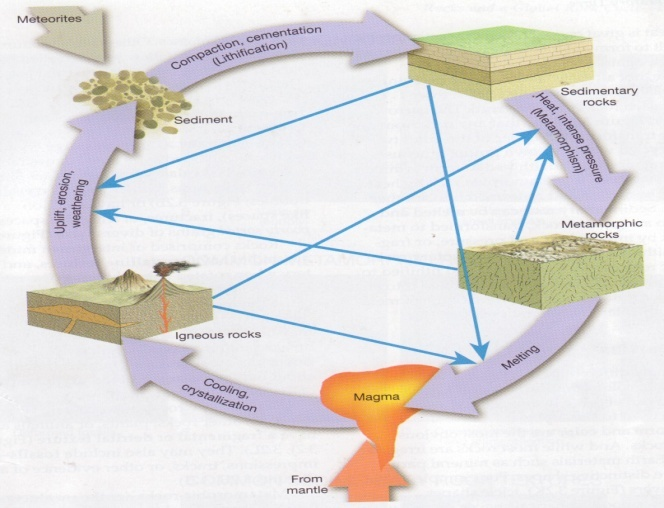 Meteorites
Compaction, cementation
(Lithification)
Sediment
Sedimentary
rocks
Heat, intense pressure
(Metamorphism)
Uplift, erosion,
weathering
Metamorphic
rocks
Igneous rocks
Melting
Cooling,
crystallization
Magma
From
mantle